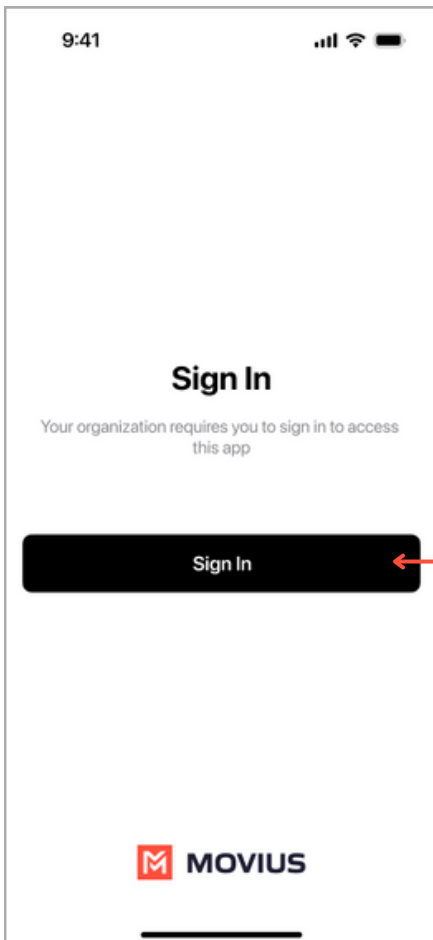 9:41
Sign In
Your organization requires you to sign in to access
this app
Sign In
MOVIUS